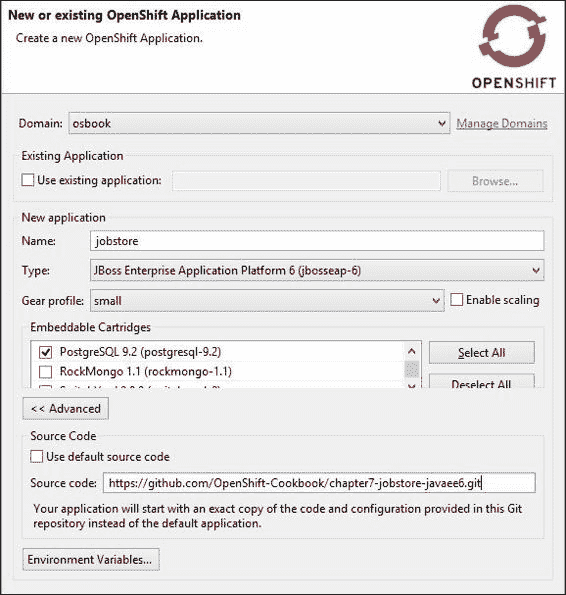 New or existing OpenShift Application
Create a new OpenShift Application.
OPENSHIFT
Domain: osbook Manage Domains
Existing Application
Use existing application: Browse...
New application
Name: jobstore
Type: JBoss Enterprise Application Platform 6 (jbosseap-6)
Gear profile: small Enable scaling
Embeddable Cartridges
PostgreSQL 9.2 (postgresql-9.2) Select All
RockMongo 1.1 (rockmongo-1.1)
Deselect All
<< Advanced
Source Code
Use default source code
Source code: https://github.com/OpenShift-Cookbook/chapter7-jobstore-javaee6.git
Your application will start with an exact copy of the code and configuration provided in this Git
repository instead of the default application.
Environment Variables...